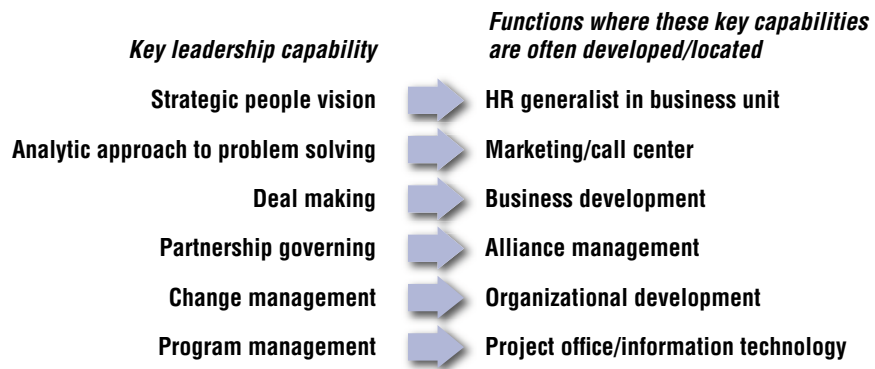 Key leadership capability
Functions where these key capabilities
are often developed/located
Strategic people vision
HR generalist in business unit
Analytic approach to problem solving
Marketing/call center
Deal making
Business development
Partnership governing
Alliance management
Change management
Organizational development
Program management
Project office/information technology